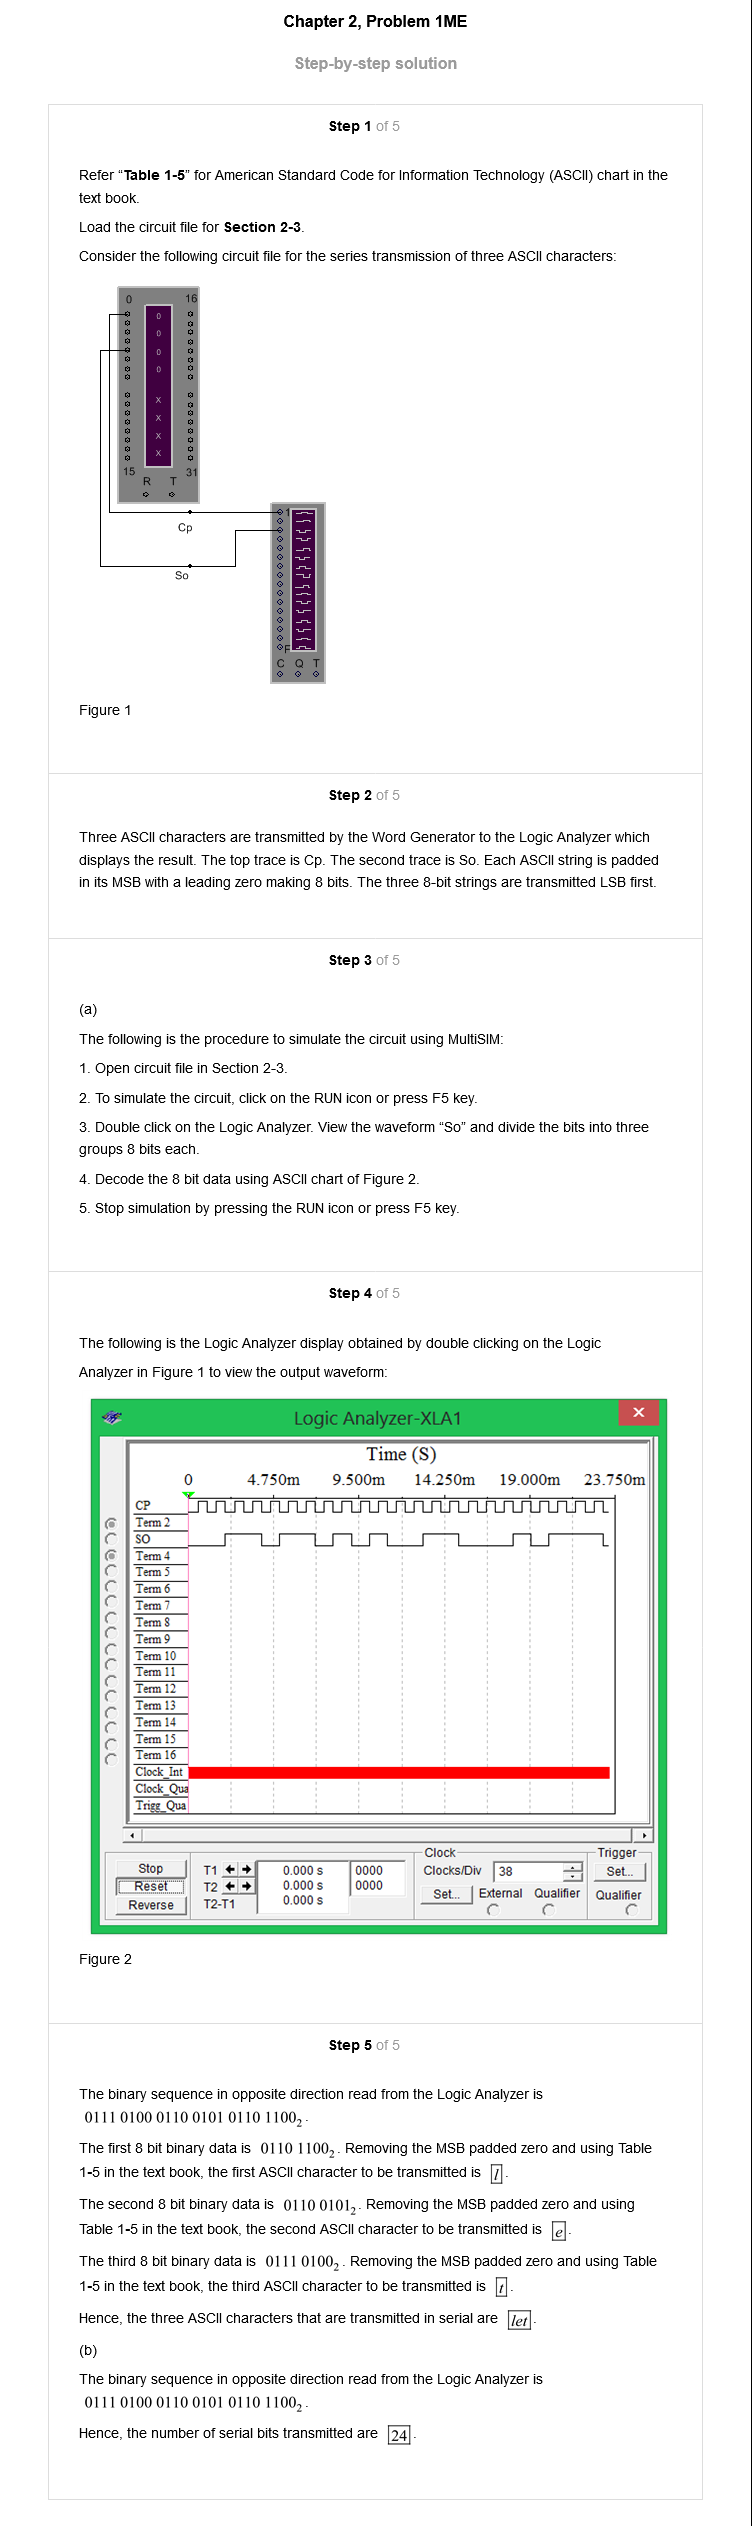 Chapter 2, Problem 1ME
Step-by-step solution
Step 1 of 5
Refer “Table 1-5” for American Standard Code for Information Technology (ASCII) chart in the
text book.
Load the circuit file for Section 2-3.
Consider the following circuit file for the series transmission of three ASCII characters:
0 16
0
0
0
0
X
X
X
X
15 31
R T
1
Cp
So
F
C Q T
Figure 1
Step 2 of 5
Three ASCII characters are transmitted by the Word Generator to the Logic Analyzer which
displays the result. The top trace is Cp. The second trace is So. Each ASCII string is padded
in its MSB with a leading zero making 8 bits. The three 8-bit strings are transmitted LSB first.
Step 3 of 5
(a)
The following is the procedure to simulate the circuit using MultiSIM:
1. Open circuit file in Section 2-3.
2. To simulate the circuit, click on the RUN icon or press F5 key.
3. Double click on the Logic Analyzer. View the waveform “So” and divide the bits into three
groups 8 bits each.
4. Decode the 8 bit data using ASCII chart of Figure 2.
5. Stop simulation by pressing the RUN icon or press F5 key.
Step 4 of 5
The following is the Logic Analyzer display obtained by double clicking on the Logic
Analyzer in Figure 1 to view the output waveform:
Logic Analyzer-XLA1 x
Time (S)
0 4.750m 9.500m 14.250m 19.000m 23.750m
CP
Term 2
SO
Term 4
Term 5
Term 6
Term 7
Term 8
Term 9
Term 10
Term 11
Term 12
Term 13
Term 14
Term 15
Term 16
Clock_Int
Clock_Qua
Trigg_Qua
Clock Trigger
Stop T1 0.000 s 0000 Clocks/Div 38 Set...
Reset T2 0.000 s 0000 Set... External Qualifier Qualifier
Reverse T2-T1 0.000 s
Figure 2
Step 5 of 5
The binary sequence in opposite direction read from the Logic Analyzer is
0111 0100 0110 0101 0110 1100₂.
The first 8 bit binary data is 0110 1100₂. Removing the MSB padded zero and using Table
1-5 in the text book, the first ASCII character to be transmitted is l.
The second 8 bit binary data is 0110 0101₂. Removing the MSB padded zero and using
Table 1-5 in the text book, the second ASCII character to be transmitted is e.
The third 8 bit binary data is 0111 0100₂. Removing the MSB padded zero and using Table
1-5 in the text book, the third ASCII character to be transmitted is t.
Hence, the three ASCII characters that are transmitted in serial are let.
(b)
The binary sequence in opposite direction read from the Logic Analyzer is
0111 0100 0110 0101 0110 1100₂.
Hence, the number of serial bits transmitted are 24.